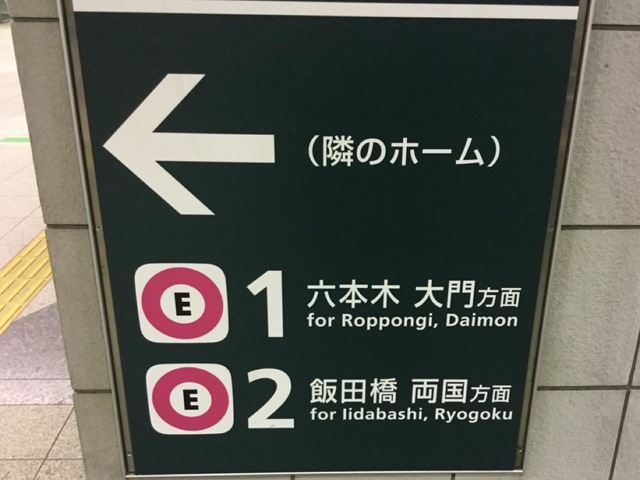 (隣のホーム)
E 1 六本木 大門方面
for Roppongi, Daimon
E 2 飯田橋 両国方面
for Iidabashi, Ryogoku